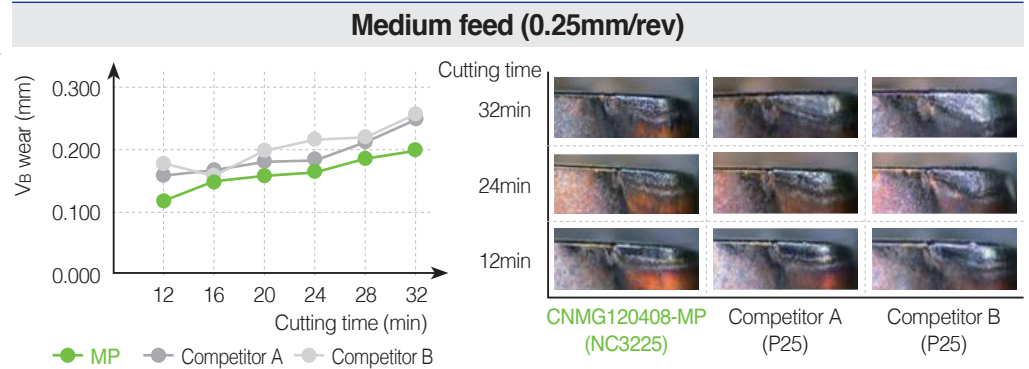 Medium feed (0.25mm/rev)
VB wear (mm)
0.300
0.200
0.100
0.000
12 16 20 24 28 32
Cutting time (min)
MP Competitor A Competitor B
Cutting time
32min
24min
12min
CNMG120408-MP Competitor A Competitor B
(NC3225) (P25) (P25)